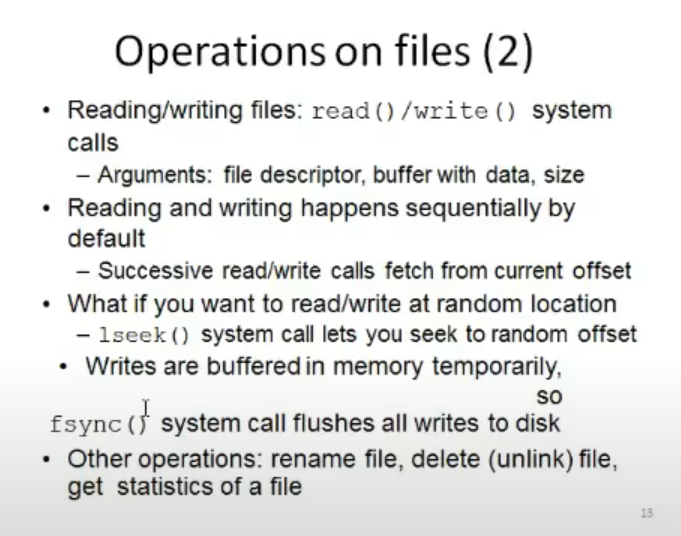 Operations on files (2)
• Reading/writing files: read()/write() system
calls
– Arguments: file descriptor, buffer with data, size
• Reading and writing happens sequentially by
default
– Successive read/write calls fetch from current offset
• What if you want to read/write at random location
– lseek() system call lets you seek to random offset
• Writes are buffered in memory temporarily,
so
fsync() system call flushes all writes to disk
• Other operations: rename file, delete (unlink) file,
get statistics of a file
13